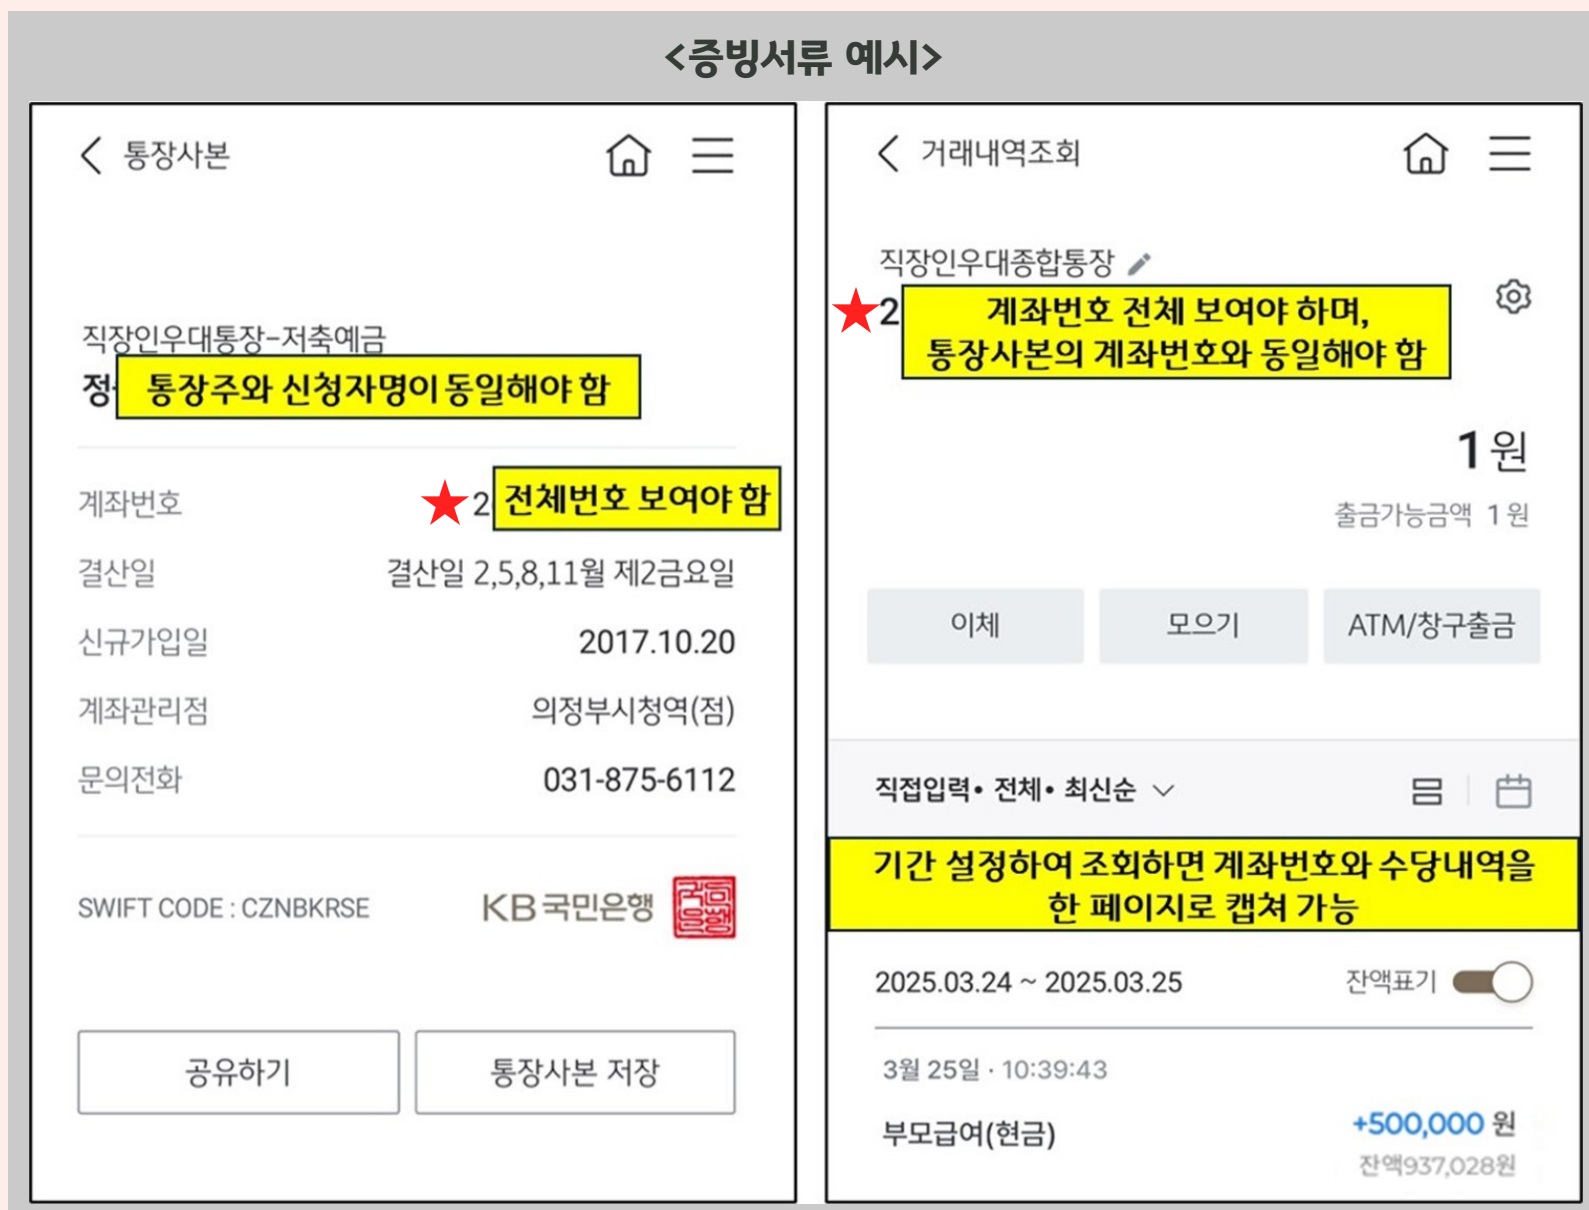 <증빙서류 예시>
통장사본
직장인우대통장-저축예금
정
통장주와 신청자명이 동일해야 함
계좌번호
2
전체번호 보여야 함
결산일
결산일 2,5,8,11월 제2금요일
신규가입일
2017.10.20
계좌관리점
의정부시청역(점)
문의전화
031-875-6112
SWIFT CODE : CZNBKRSE
KB국민은행
국민은행
공유하기
통장사본 저장
거래내역조회
직장인우대종합통장
2
계좌번호 전체 보여야 하며,
통장사본의 계좌번호와 동일해야 함
1원
출금가능금액 1원
이체
모으기
ATM/창구출금
직접입력• 전체• 최신순
기간 설정하여 조회하면 계좌번호와 수당내역을
한 페이지로 캡쳐 가능
2025.03.24 ~ 2025.03.25
잔액표기
3월 25일 · 10:39:43
부모급여(현금)
+500,000 원
잔액937,028원